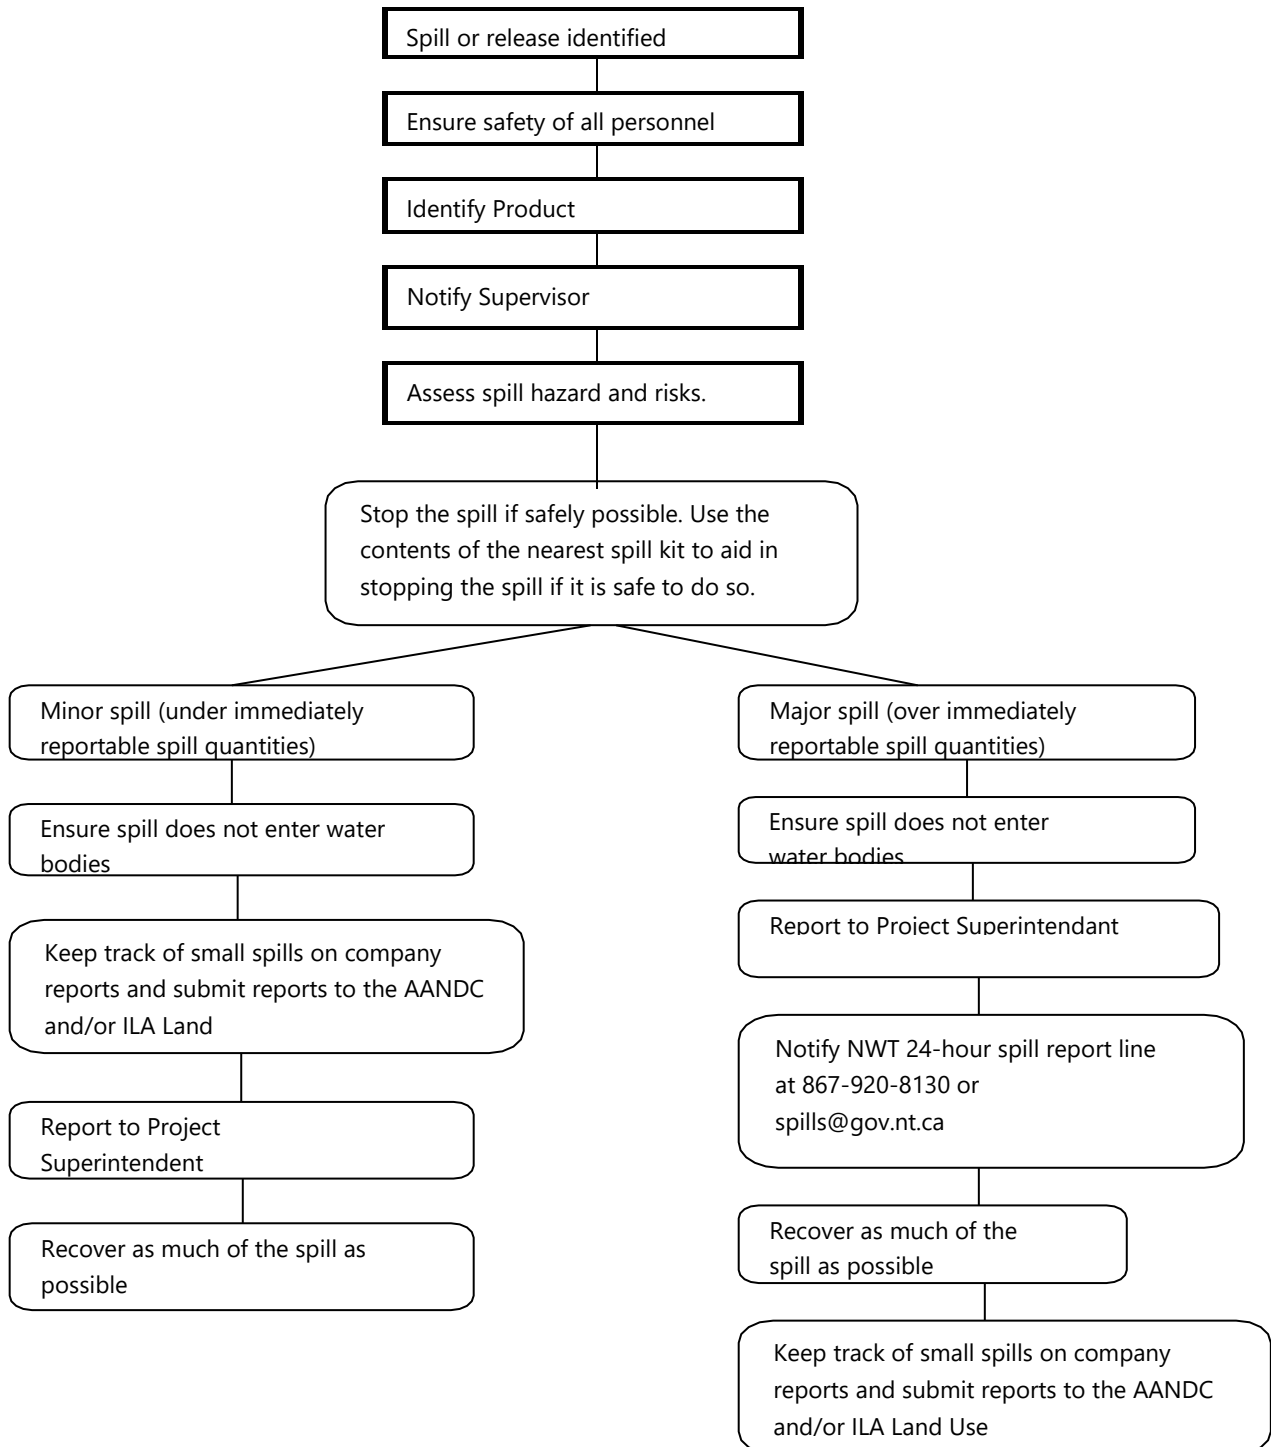 Spill or release identified
Ensure safety of all personnel
Identify Product
Notify Supervisor
Assess spill hazard and risks.
Stop the spill if safely possible. Use the
contents of the nearest spill kit to aid in
stopping the spill if it is safe to do so.
Minor spill (under immediately
reportable spill quantities)
Ensure spill does not enter water
bodies
Keep track of small spills on company
reports and submit reports to the AANDC
and/or ILA Land
Report to Project
Superintendent
Recover as much of the spill as
possible
Major spill (over immediately
reportable spill quantities)
Ensure spill does not enter
water bodies
Report to Project Superintendant
Notify NWT 24-hour spill report line
at 867-920-8130 or
spills@gov.nt.ca
Recover as much of the
spill as possible
Keep track of small spills on company
reports and submit reports to the AANDC
and/or ILA Land Use